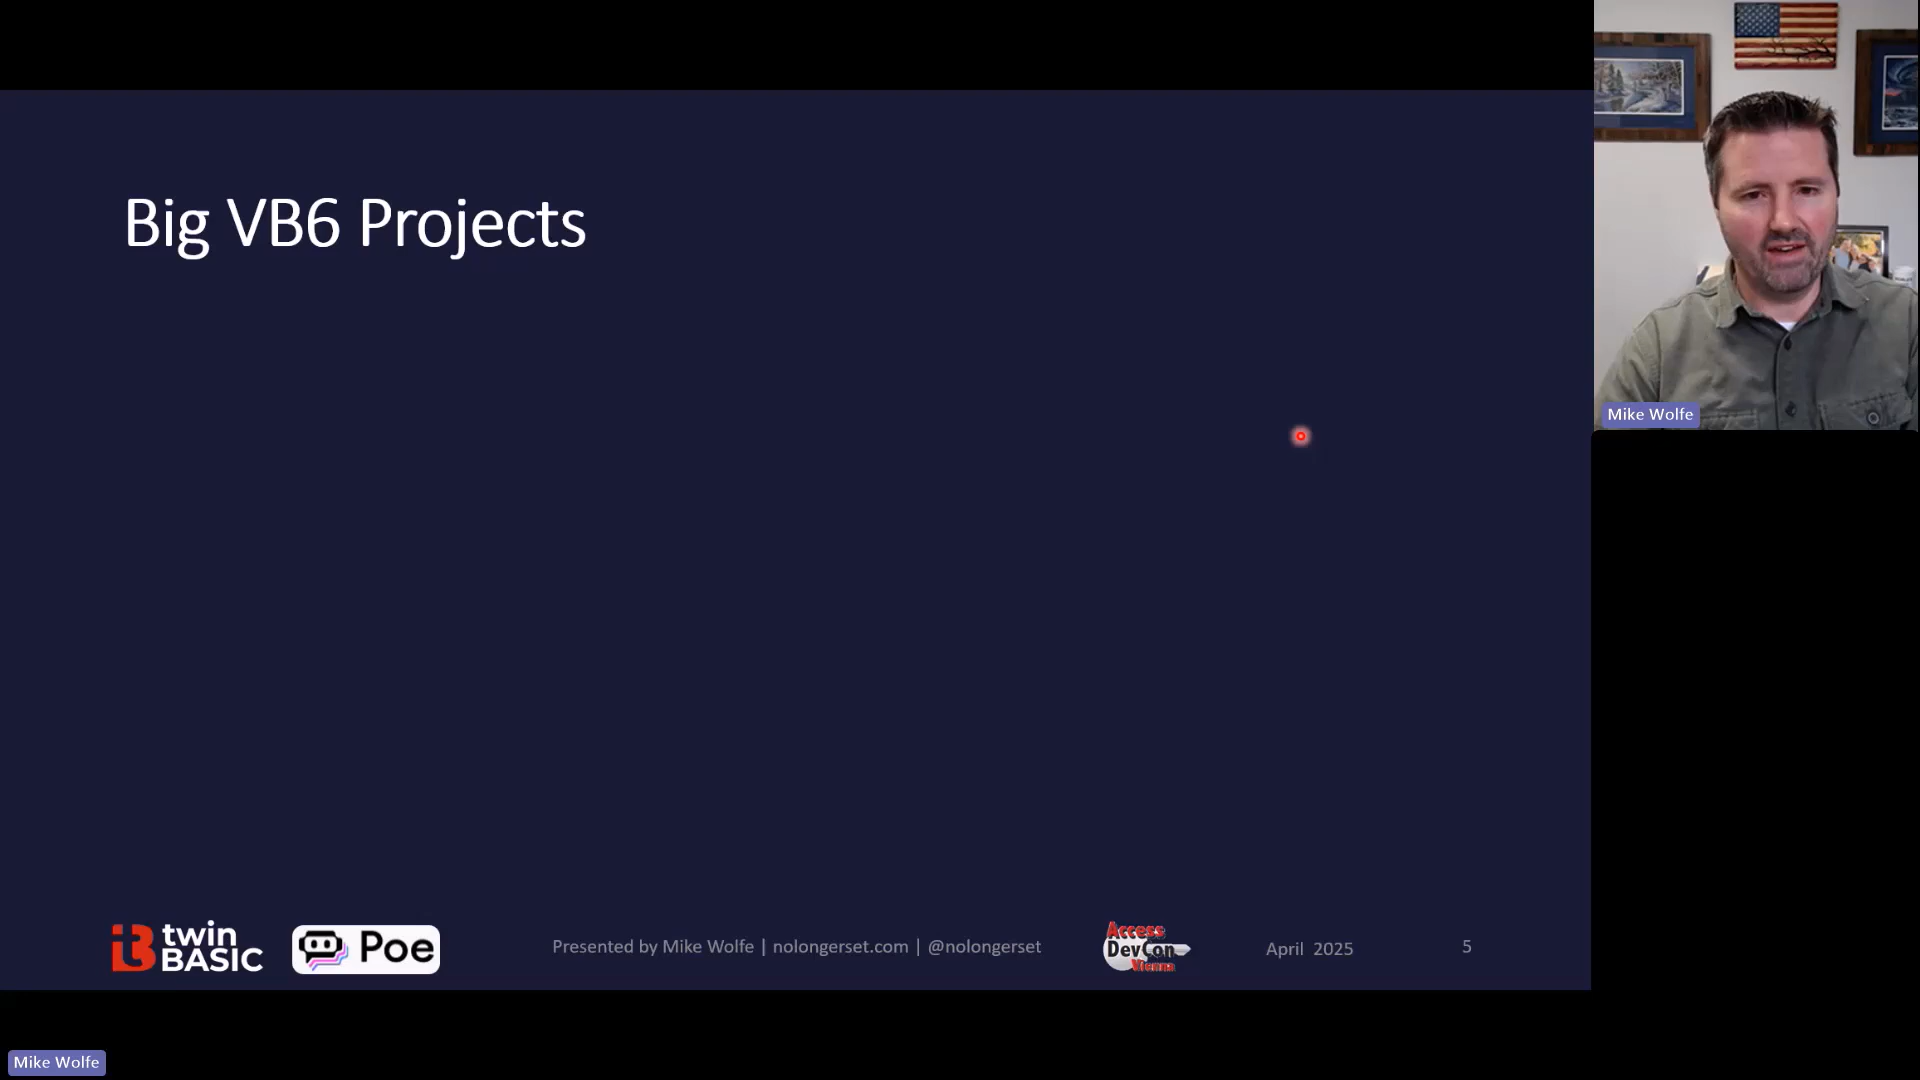 Big VB6 Projects
Mike Wolfe
twin
BASIC
Poe
Presented by Mike Wolfe | nolongerset.com | @nolongerset
Access
DevCon
Vienna
April 2025
5
Mike Wolfe